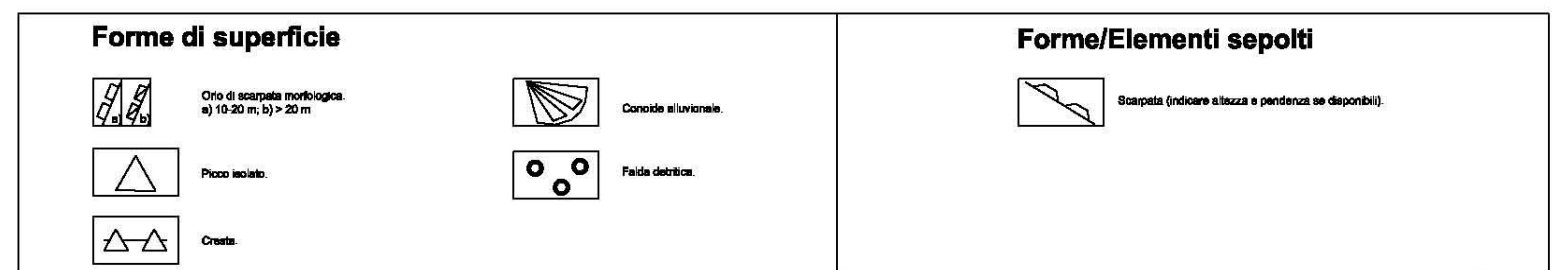 Forme di superficie
a) b)
Orlo di scarpata morfologica.
a) 10-20 m; b) > 20 m
Picco isolato.
Cresta.
Conoide alluvionale.
Falda detritica.
Forme/Elementi sepolti
Scarpata (indicare altezza e pendenza se disponibili).